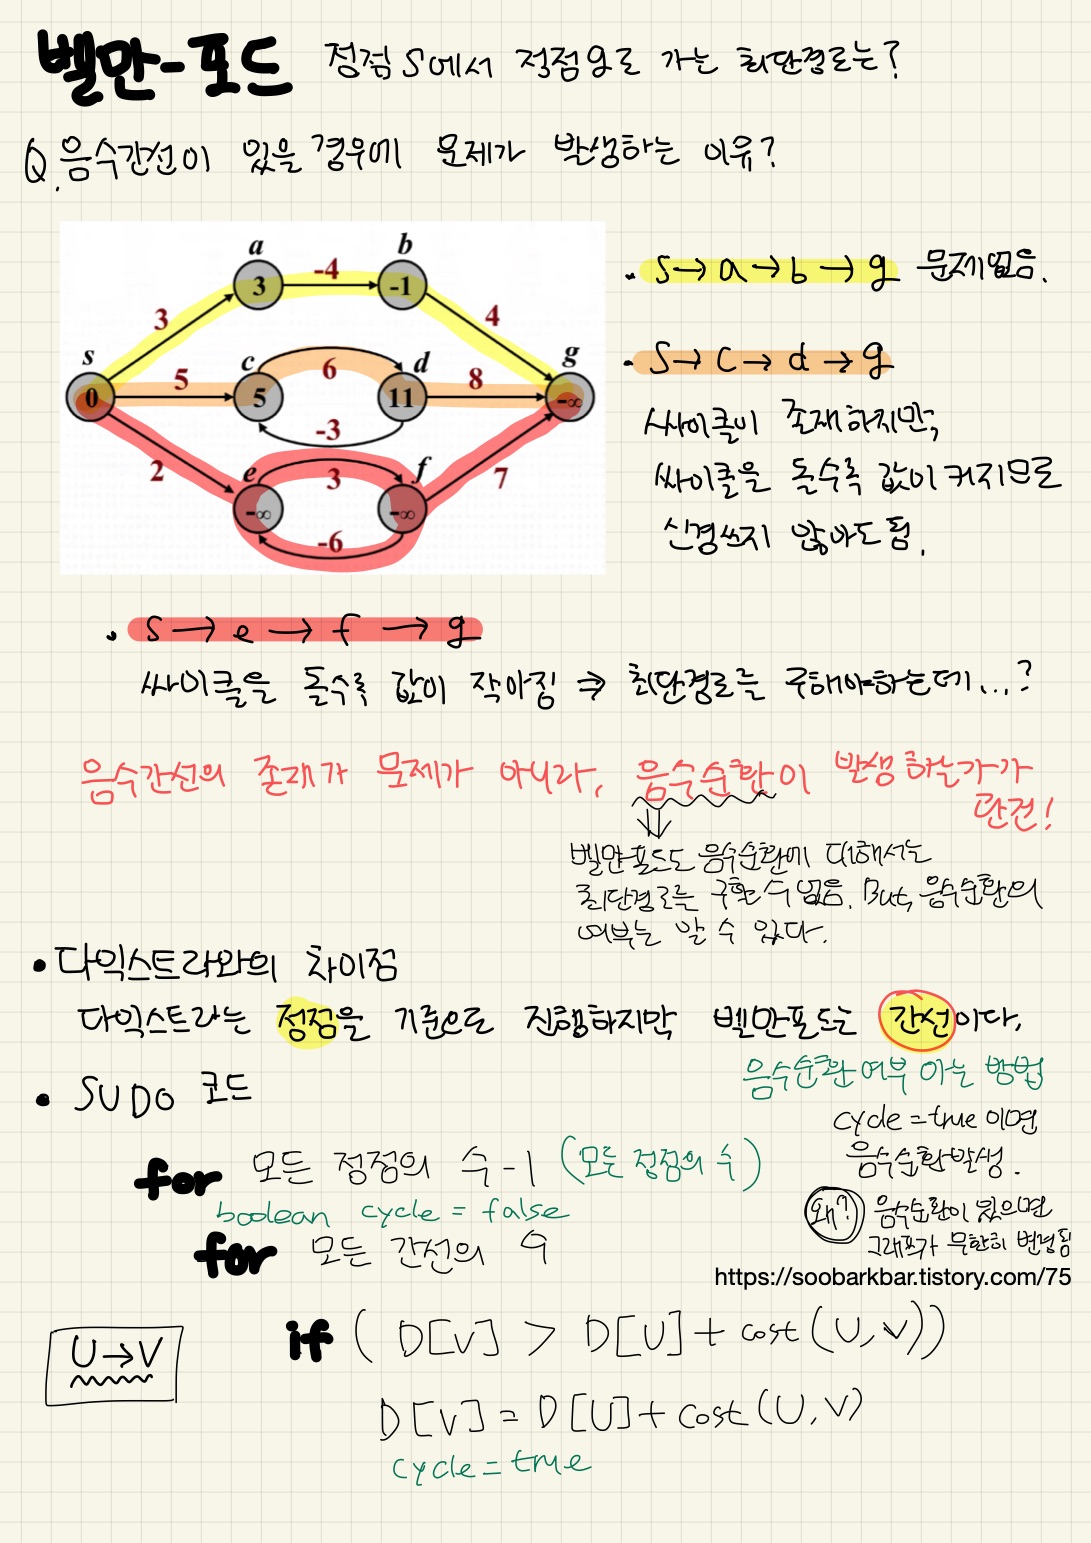 벨만-포드 정점 S에서 정점 g로 가는 최단경로는?
Q. 음수간선이 있을 경우에 문제가 발생하는 이유?
a b
3 -4 -1
3 4
s c d g
5 6 8
0 5 11 -∞
-3
2 e f 7
3
-∞ -∞
-6
· S→a→b→g 문제없음.
· S→c→d→g
싸이클이 존재하지만,
싸이클을 돌수록 값이 커지므로
신경쓰지 않아도 됨.
· S→e→f→g
싸이클을 돌수록 값이 작아짐 ⇒ 최단경로를 구해야하는데...?
음수간선의 존재가 문제가 아니라, 음수순환이 발생하는가가
관건!
⇓
벨만포드도 음수순환에 대해서는
최단경로를 구할 수 없음. But, 음수순환의
여부는 알 수 있다.
• 다익스트라와의 차이점
다익스트라는 정점을 기준으로 진행하지만 벨만포드는 간선이다.
음수순환 여부 아는 방법
• SUDO 코드
cycle = true 이면
음수순환 발생.
for 모든 정점의 수-1 (모든 정점의 수)
왜? 음수순환이 있으면
그래프가 무한히 변경됨
boolean cycle = false
for 모든 간선의 수
https://soobarkbar.tistory.com/75
U→V
if ( D[V] > D[U] + cost(U,V))
D[V] = D[U] + cost(U,V)
cycle = true